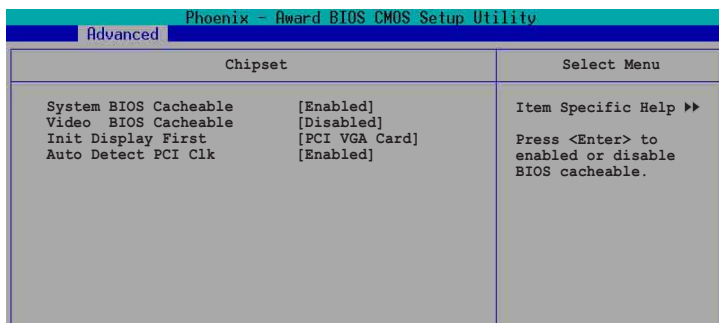 Phoenix - Award BIOS CMOS Setup Utility
Advanced
Chipset
Select Menu
System BIOS Cacheable [Enabled]
Video BIOS Cacheable [Disabled]
Init Display First [PCI VGA Card]
Auto Detect PCI Clk [Enabled]
Item Specific Help ▶▶
Press <Enter> to
enabled or disable
BIOS cacheable.